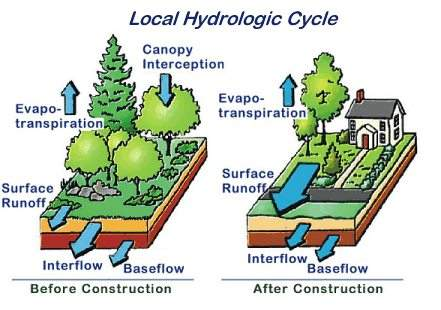 Local Hydrologic Cycle
Canopy
Interception
Evapo-
transpiration
Surface
Runoff
Interflow
Baseflow
Before Construction
Evapo-
transpiration
Surface
Runoff
Interflow
Baseflow
After Construction